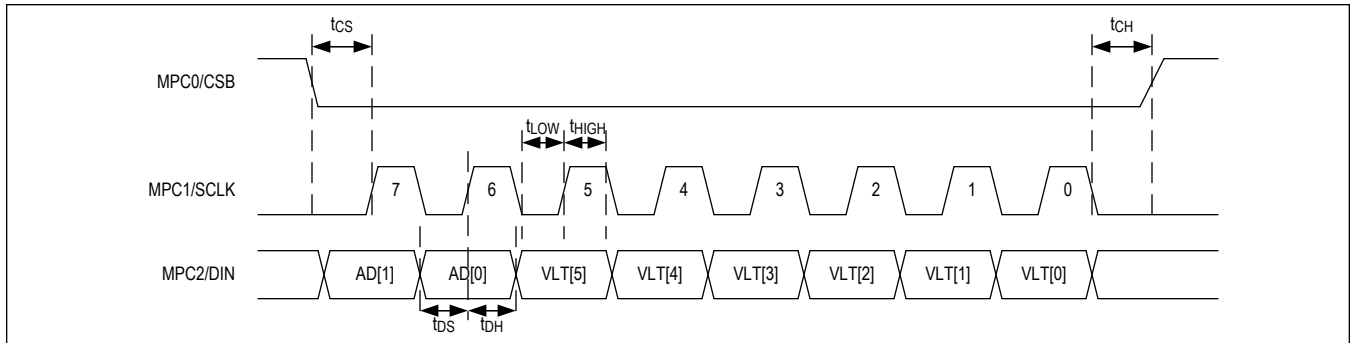 tCS
tCH
MPC0/CSB
tLOW
tHIGH
MPC1/SCLK
7 6 5 4 3 2 1 0
MPC2/DIN
AD[1] AD[0] VLT[5] VLT[4] VLT[3] VLT[2] VLT[1] VLT[0]
tDS
tDH